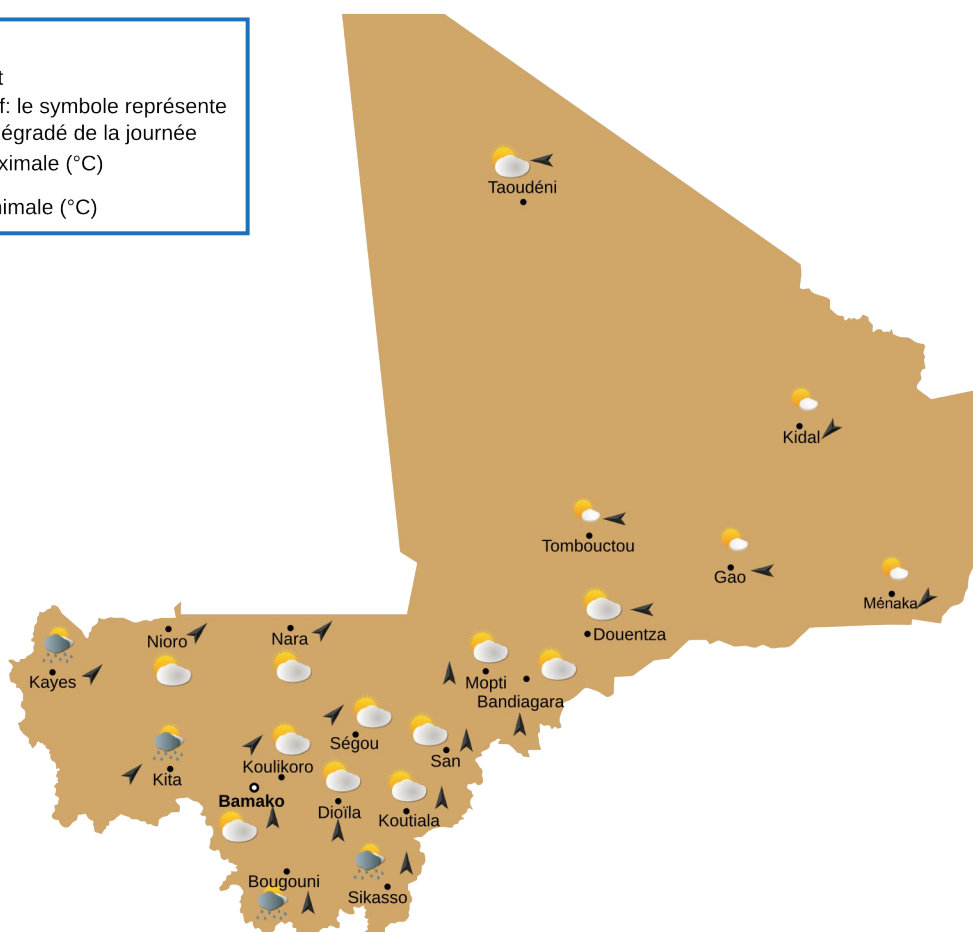 t
f: le symbole représente
égradé de la journée
ximale (°C)
imale (°C)
Taoudéni
Kidal
Tombouctou
Gao
Ménaka
Douentza
Nioro
Nara
Kayes
Mopti
Bandiagara
Ségou
San
Koulikoro
Kita
Bamako
Dioïla
Koutiala
Bougouni
Sikasso